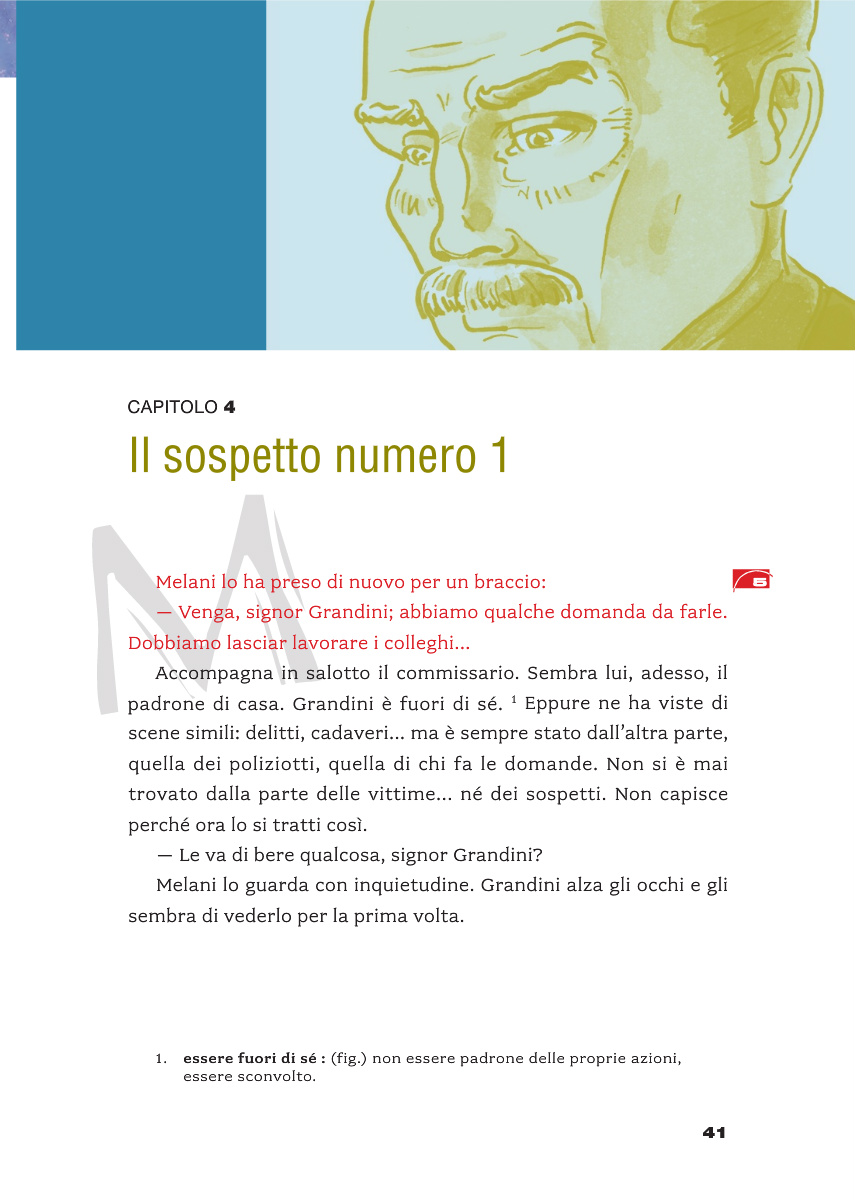 CAPITOLO 4
Il sospetto numero 1
M
Melani lo ha preso di nuovo per un braccio:
5
— Venga, signor Grandini; abbiamo qualche domanda da farle.
Dobbiamo lasciar lavorare i colleghi...
Accompagna in salotto il commissario. Sembra lui, adesso, il
padrone di casa. Grandini è fuori di sé. 1 Eppure ne ha viste di
scene simili: delitti, cadaveri... ma è sempre stato dall’altra parte,
quella dei poliziotti, quella di chi fa le domande. Non si è mai
trovato dalla parte delle vittime... né dei sospetti. Non capisce
perché ora lo si tratti così.
— Le va di bere qualcosa, signor Grandini?
Melani lo guarda con inquietudine. Grandini alza gli occhi e gli
sembra di vederlo per la prima volta.
1. essere fuori di sé : (fig.) non essere padrone delle proprie azioni,
essere sconvolto.
41